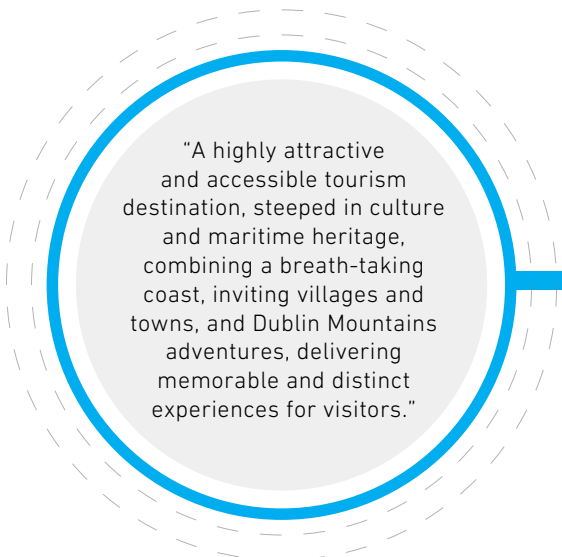 “A highly attractive
and accessible tourism
destination, steeped in culture
and maritime heritage,
combining a breath-taking
coast, inviting villages and
towns, and Dublin Mountains
adventures, delivering
memorable and distinct
experiences for visitors.”